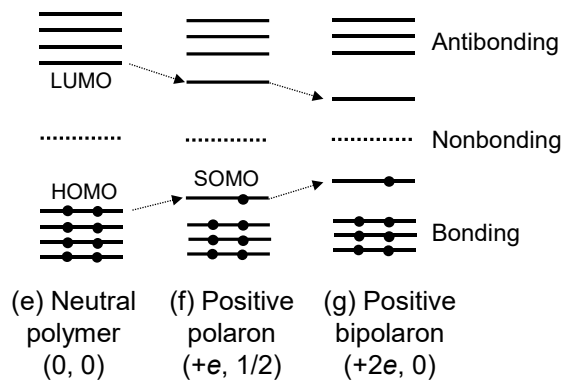 Antibonding
LUMO
Nonbonding
HOMO
SOMO
Bonding
(e) Neutral
polymer
(0, 0)
(f) Positive
polaron
(+e, 1/2)
(g) Positive
bipolaron
(+2e, 0)